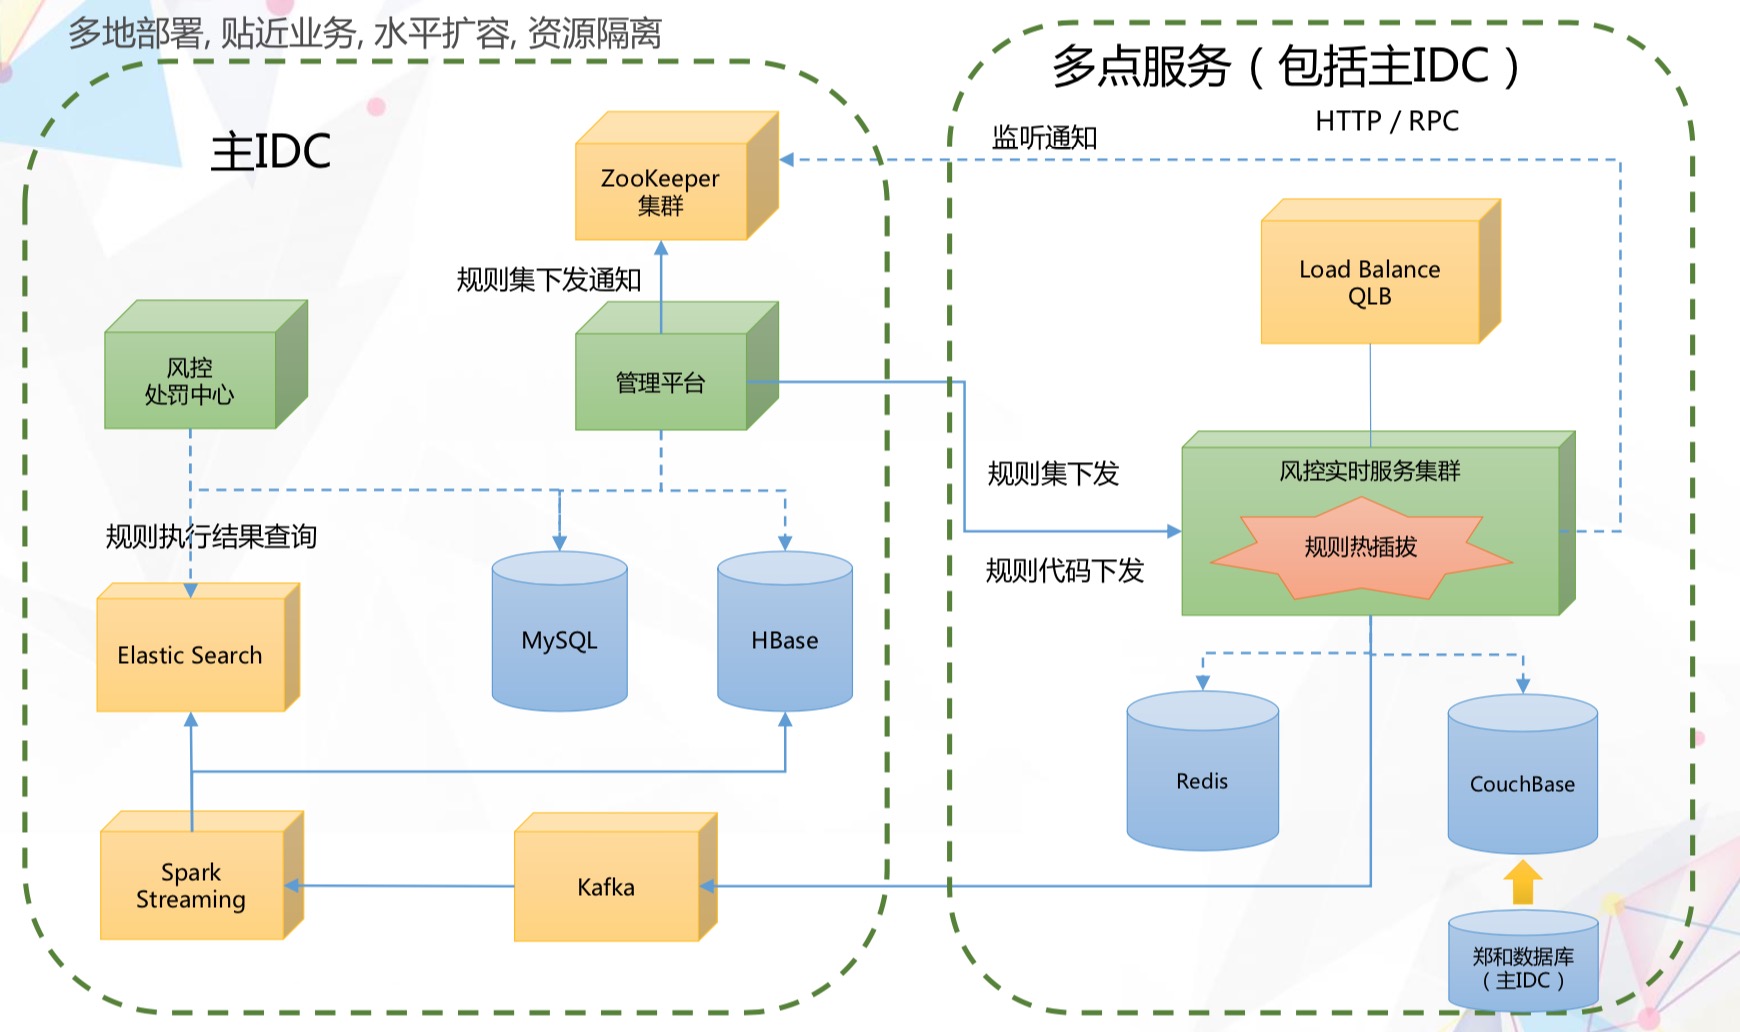 多地部署, 贴近业务, 水平扩容, 资源隔离
主IDC
ZooKeeper
集群
规则集下发通知
风控
处罚中心
管理平台
规则执行结果查询
Elastic Search
MySQL
HBase
Spark
Streaming
Kafka
多点服务（包括主IDC）
HTTP / RPC
监听通知
Load Balance
QLB
规则集下发
规则代码下发
风控实时服务集群
规则热插拔
Redis
CouchBase
郑和数据库
（主IDC）